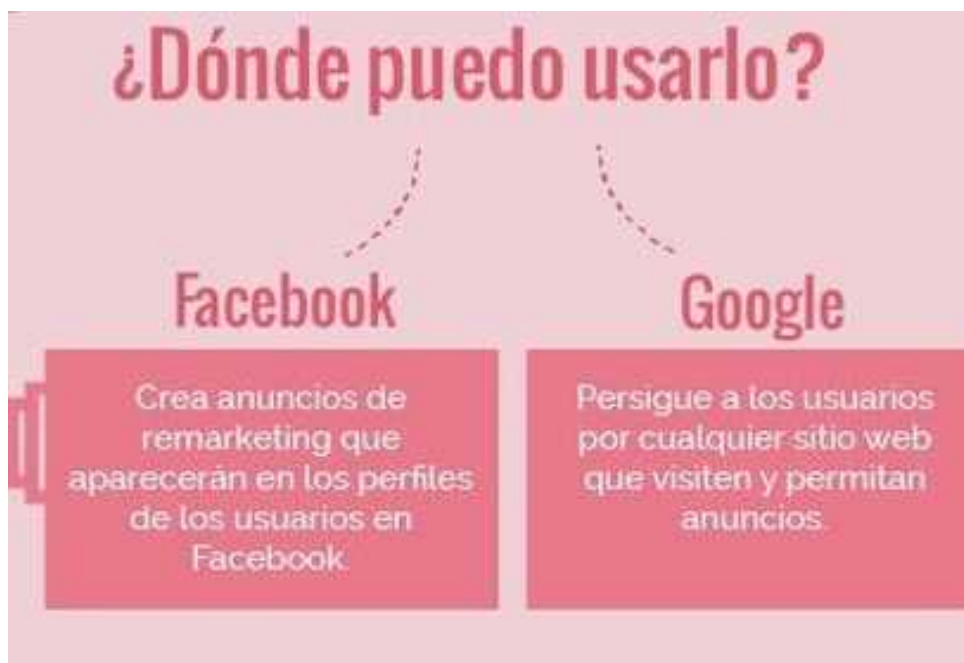 ¿Dónde puedo usarlo?
Facebook
Crea anuncios de
remarketing que
aparecerán en los perfiles
de los usuarios en
Facebook.
Google
Persigue a los usuarios
por cualquier sitio web
que visiten y permitan
anuncios.